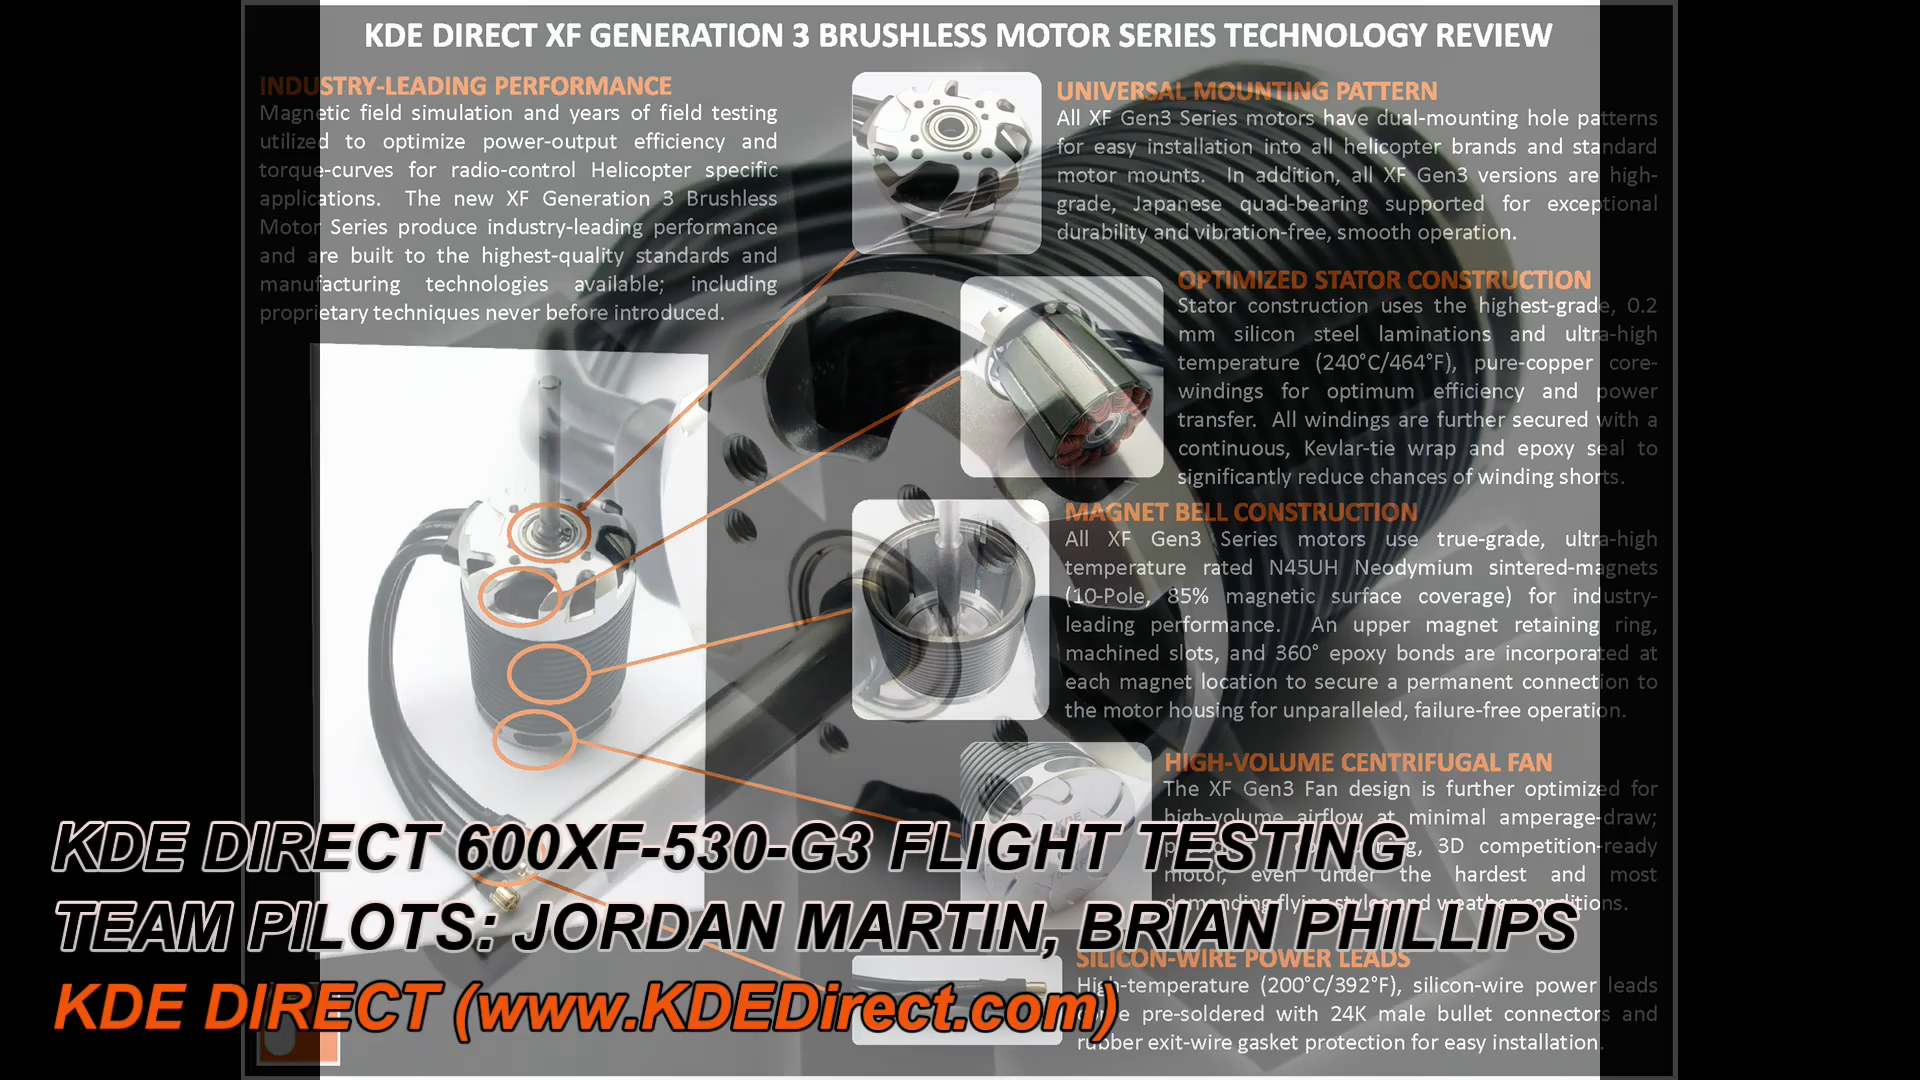 KDE DIRECT XF GENERATION 3 BRUSHLESS MOTOR SERIES TECHNOLOGY REVIEW
INDUSTRY-LEADING PERFORMANCE
Magnetic field simulation and years of field testing
utilized to optimize power-output efficiency and
torque-curves for radio-control Helicopter specific
applications. The new XF Generation 3 Brushless
Motor Series produce industry-leading performance
and are built to the highest-quality standards and
manufacturing technologies available; including
proprietary techniques never before introduced.
UNIVERSAL MOUNTING PATTERN
All XF Gen3 Series motors have dual-mounting hole patterns
for easy installation into all helicopter brands and standard
motor mounts. In addition, all XF Gen3 versions are high-
grade, Japanese quad-bearing supported for exceptional
durability and vibration-free, smooth operation.
OPTIMIZED STATOR CONSTRUCTION
Stator construction uses the highest-grade, 0.2
mm silicon steel laminations and ultra-high
temperature (240°C/464°F), pure-copper core-
windings for optimum efficiency and power
transfer. All windings are further secured with a
continuous, Kevlar-tie wrap and epoxy seal to
significantly reduce chances of winding shorts.
MAGNET BELL CONSTRUCTION
All XF Gen3 Series motors use true-grade, ultra-high
temperature rated N45UH Neodymium sintered-magnets
(10-Pole, 85% magnetic surface coverage) for industry-
leading performance. An upper magnet retaining ring,
machined slots, and 360° epoxy bonds are incorporated at
each magnet location to secure a permanent connection to
the motor housing for unparalleled, failure-free operation.
HIGH-VOLUME CENTRIFUGAL FAN
The XF Gen3 Fan design is further optimized for
high-volume airflow at minimal amperage-draw;
3D competition-ready
motor, even under the hardest and most
demanding flying styles and weather conditions.
SILICON-WIRE POWER LEADS
High-temperature (200°C/392°F), silicon-wire power leads
pre-soldered with 24K male bullet connectors and
rubber exit-wire gasket protection for easy installation.
KDE DIRECT 600XF-530-G3 FLIGHT TESTING
TEAM PILOTS: JORDAN MARTIN, BRIAN PHILLIPS
KDE DIRECT (www.KDEDirect.com)